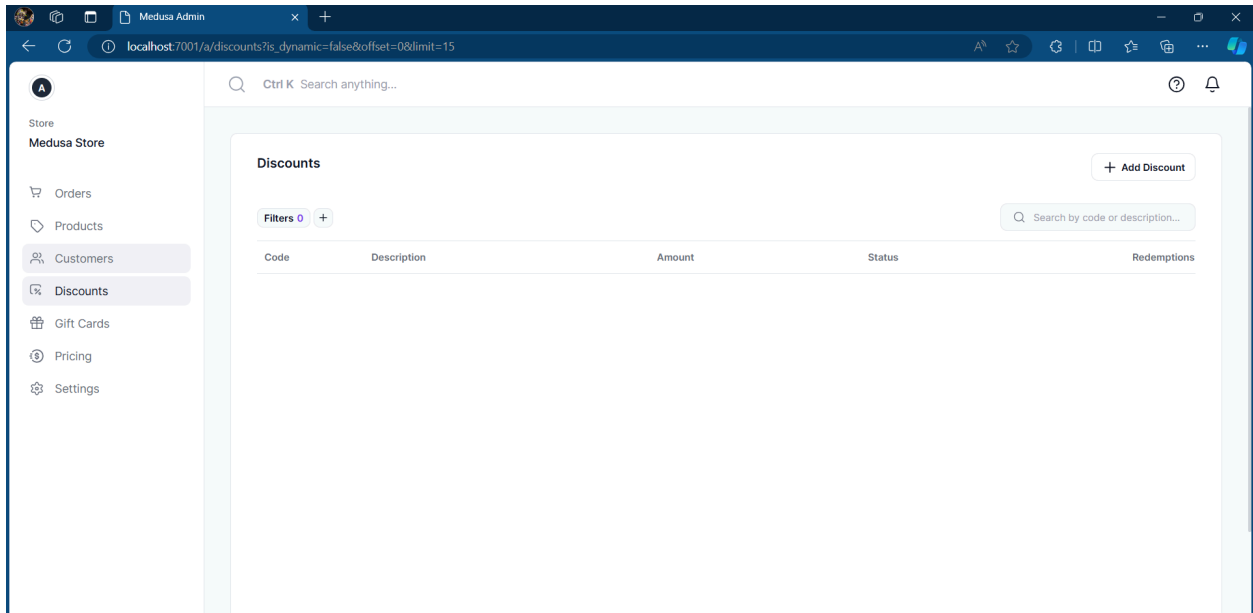 Medusa Admin
localhost:7001/a/discounts?is_dynamic=false&offset=0&limit=15
A
Ctrl K Search anything...
Store
Medusa Store
Orders
Products
Customers
Discounts
Gift Cards
Pricing
Settings
Discounts
Add Discount
Filters 0
Search by code or description...
Code Description Amount Status Redemptions